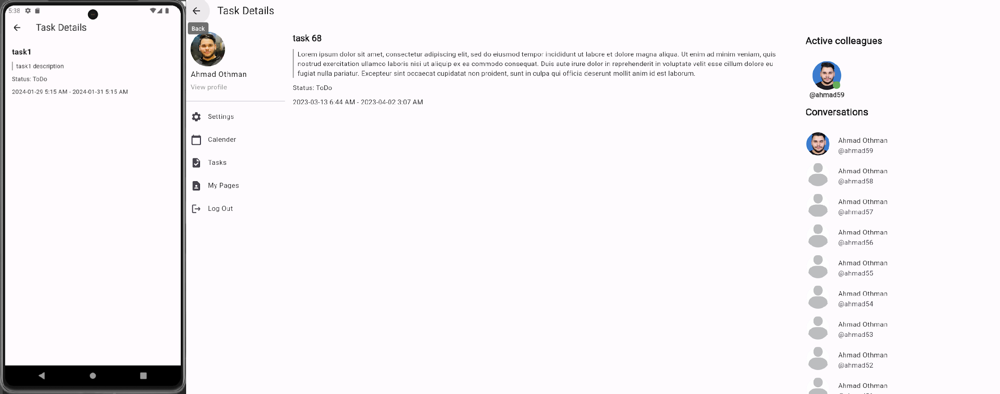 5:38
Task Details
task1
task1 description
Status: ToDo
2024-01-29 5:15 AM - 2024-01-31 5:15 AM
Task Details
Back
Ahmad Othman
View profile
Settings
Calender
Tasks
My Pages
Log Out
task 68
Lorem ipsum dolor sit amet, consectetur adipiscing elit, sed do eiusmod tempor incididunt ut labore et dolore magna aliqua. Ut enim ad minim veniam, quis
nostrud exercitation ullamco laboris nisi ut aliquip ex ea commodo consequat. Duis aute irure dolor in reprehenderit in voluptate velit esse cillum dolore eu
fugiat nulla pariatur. Excepteur sint occaecat cupidatat non proident, sunt in culpa qui officia deserunt mollit anim id est laborum.
Status: ToDo
2023-03-13 6:44 AM - 2023-04-02 3:07 AM
Active colleagues
@ahmad59
Conversations
Ahmad Othman
@ahmad59
Ahmad Othman
@ahmad58
Ahmad Othman
@ahmad57
Ahmad Othman
@ahmad56
Ahmad Othman
@ahmad55
Ahmad Othman
@ahmad54
Ahmad Othman
@ahmad53
Ahmad Othman
@ahmad52
Ahmad Othman